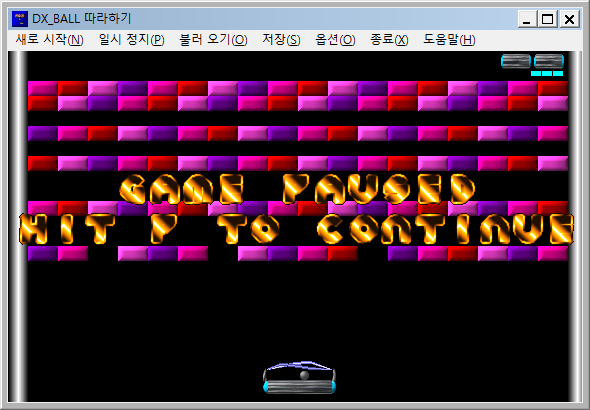 DX_BALL 따라하기
새로 시작(N) 일시 정지(P) 불러 오기(O) 저장(S) 옵션(O) 종료(X) 도움말(H)
GAME PAUSED
HIT P TO CONTINUE